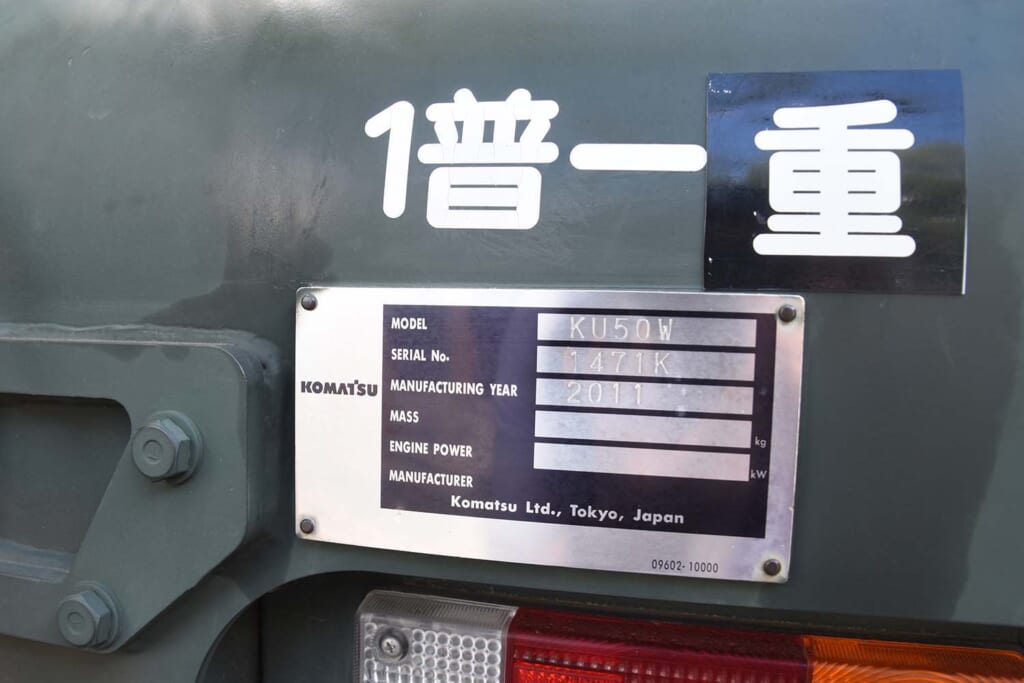 1普-重
KOMATSU
MODEL KU50W
SERIAL No. 1471K
MANUFACTURING YEAR 2011
MASS kg
ENGINE POWER kW
MANUFACTURER
Komatsu Ltd., Tokyo, Japan
09602-10000